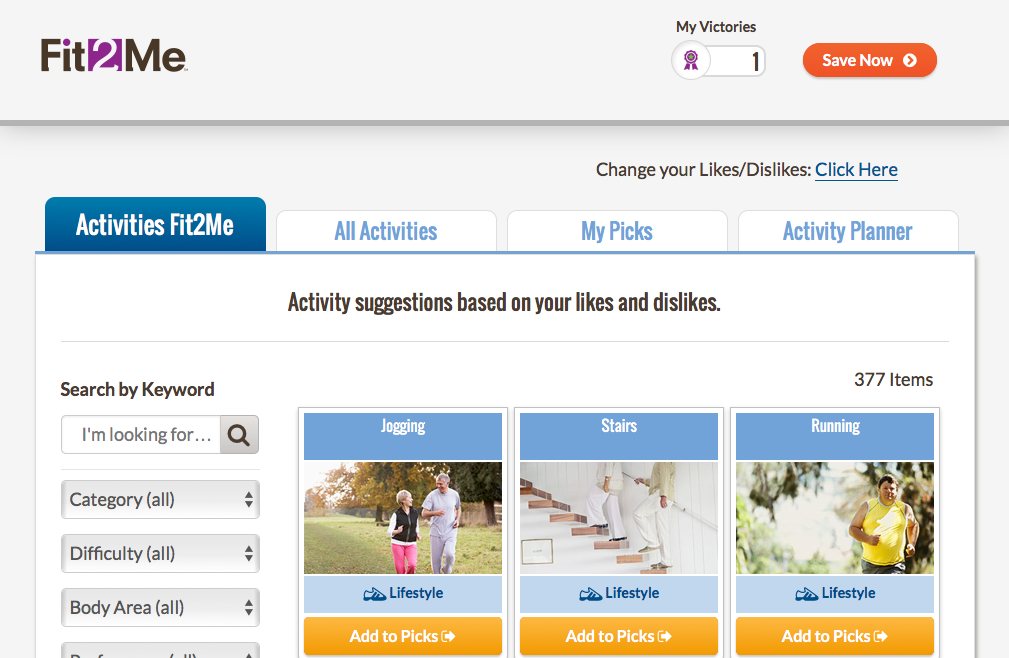 My Victories
Fit2Me
1
Save Now
Change your Likes/Dislikes: Click Here
Activities Fit2Me
All Activities
My Picks
Activity Planner
Activity suggestions based on your likes and dislikes.
377 Items
Search by Keyword
I'm looking for...
Category (all)
Difficulty (all)
Body Area (all)
Jogging
Stairs
Running
Lifestyle
Lifestyle
Lifestyle
Add to Picks
Add to Picks
Add to Picks